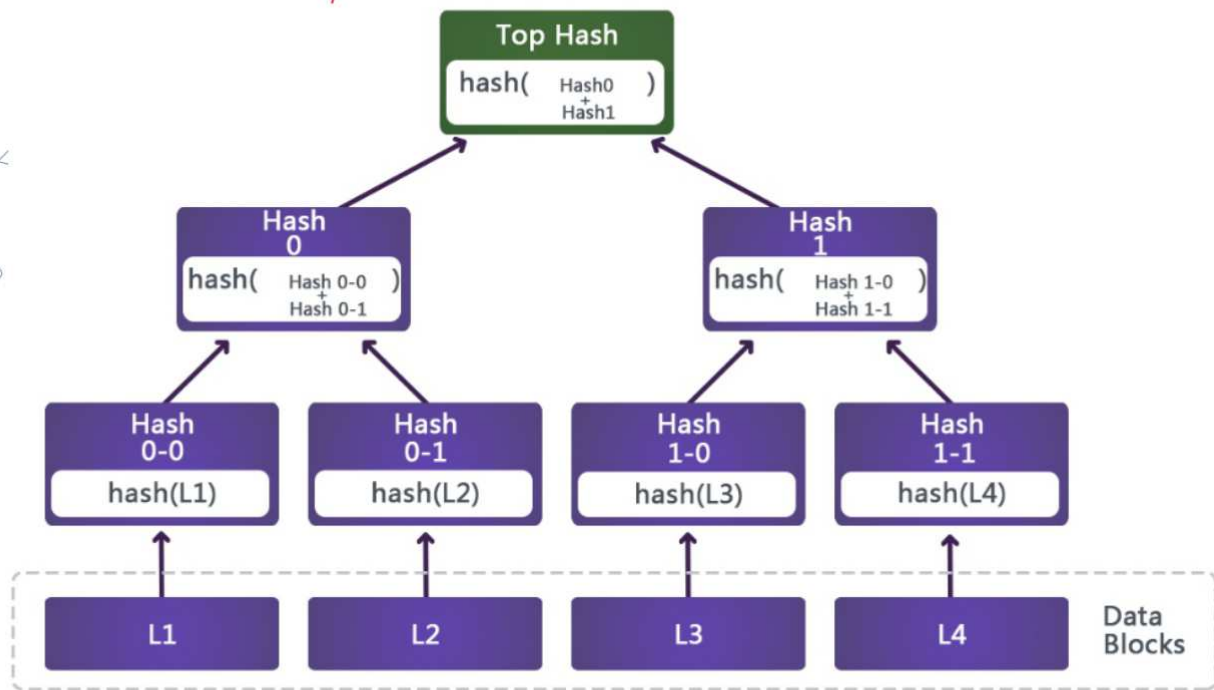 Top Hash
hash( Hash0 )
+
Hash1
Hash
0
hash( Hash 0-0 )
+
Hash 0-1
Hash
1
hash( Hash 1-0 )
+
Hash 1-1
Hash
0-0
hash(L1)
Hash
0-1
hash(L2)
Hash
1-0
hash(L3)
Hash
1-1
hash(L4)
L1
L2
L3
L4
Data
Blocks